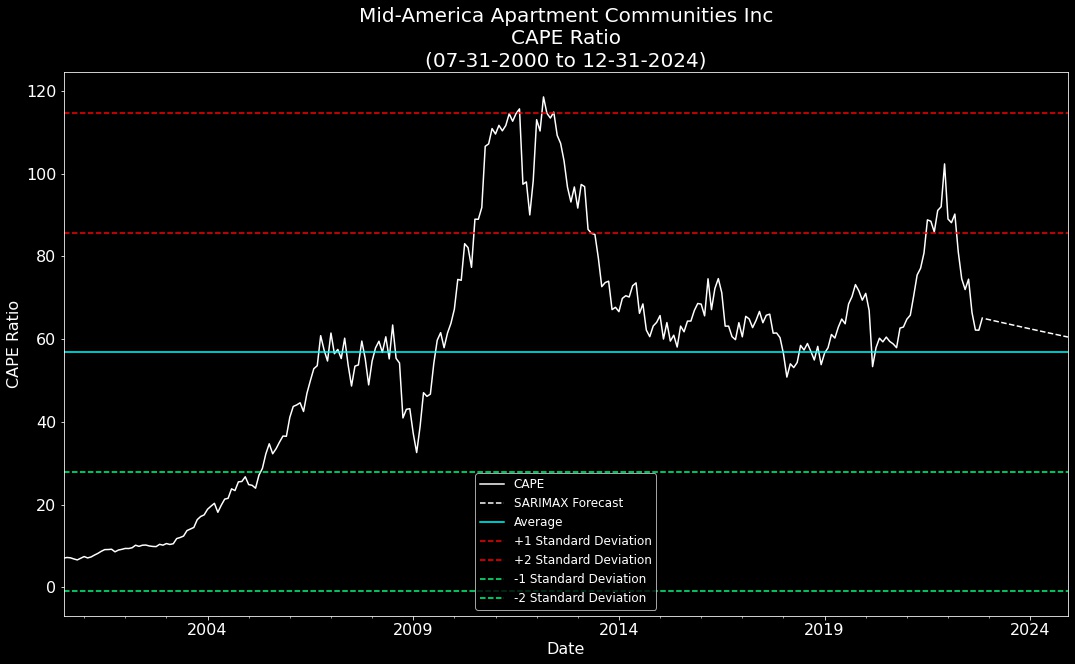 Mid-America Apartment Communities Inc
CAPE Ratio
(07-31-2000 to 12-31-2024)
CAPE Ratio
120
100
80
60
40
20
0
CAPE
SARIMAX Forecast
Average
+1 Standard Deviation
+2 Standard Deviation
-1 Standard Deviation
-2 Standard Deviation
2004
2009
2014
2019
2024
Date